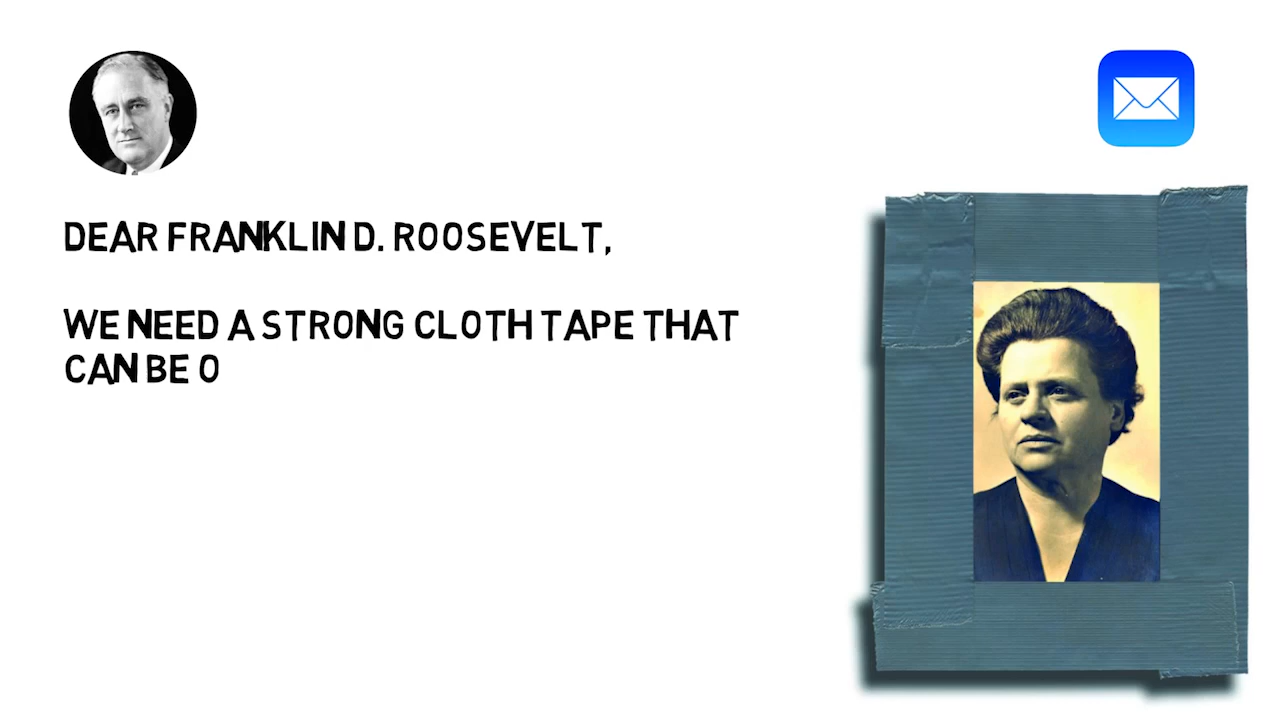 DEAR FRANKLIN D. ROOSEVELT,
WE NEED A STRONG CLOTH TAPE THAT
CAN BE O